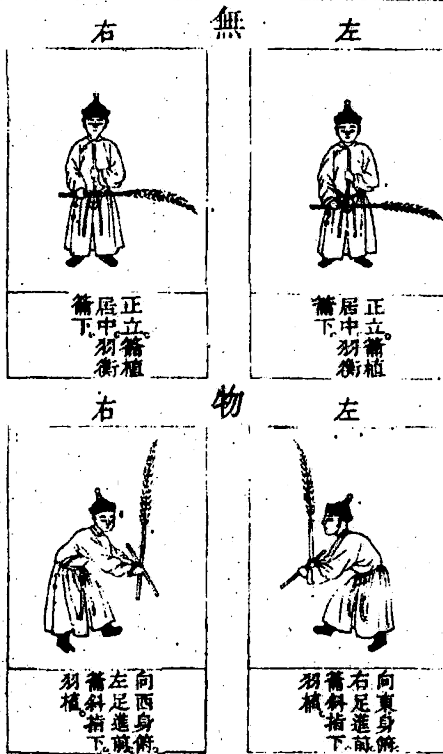 無
左
正立。籥植
居中羽衡
籥下。
右
正立。籥植
居中。羽衡
籥下。
物
左
向東身俯。
右足進前。
籥斜指下。
羽植。
右
向西身俯。
左足進前。
籥斜指下。
羽植。